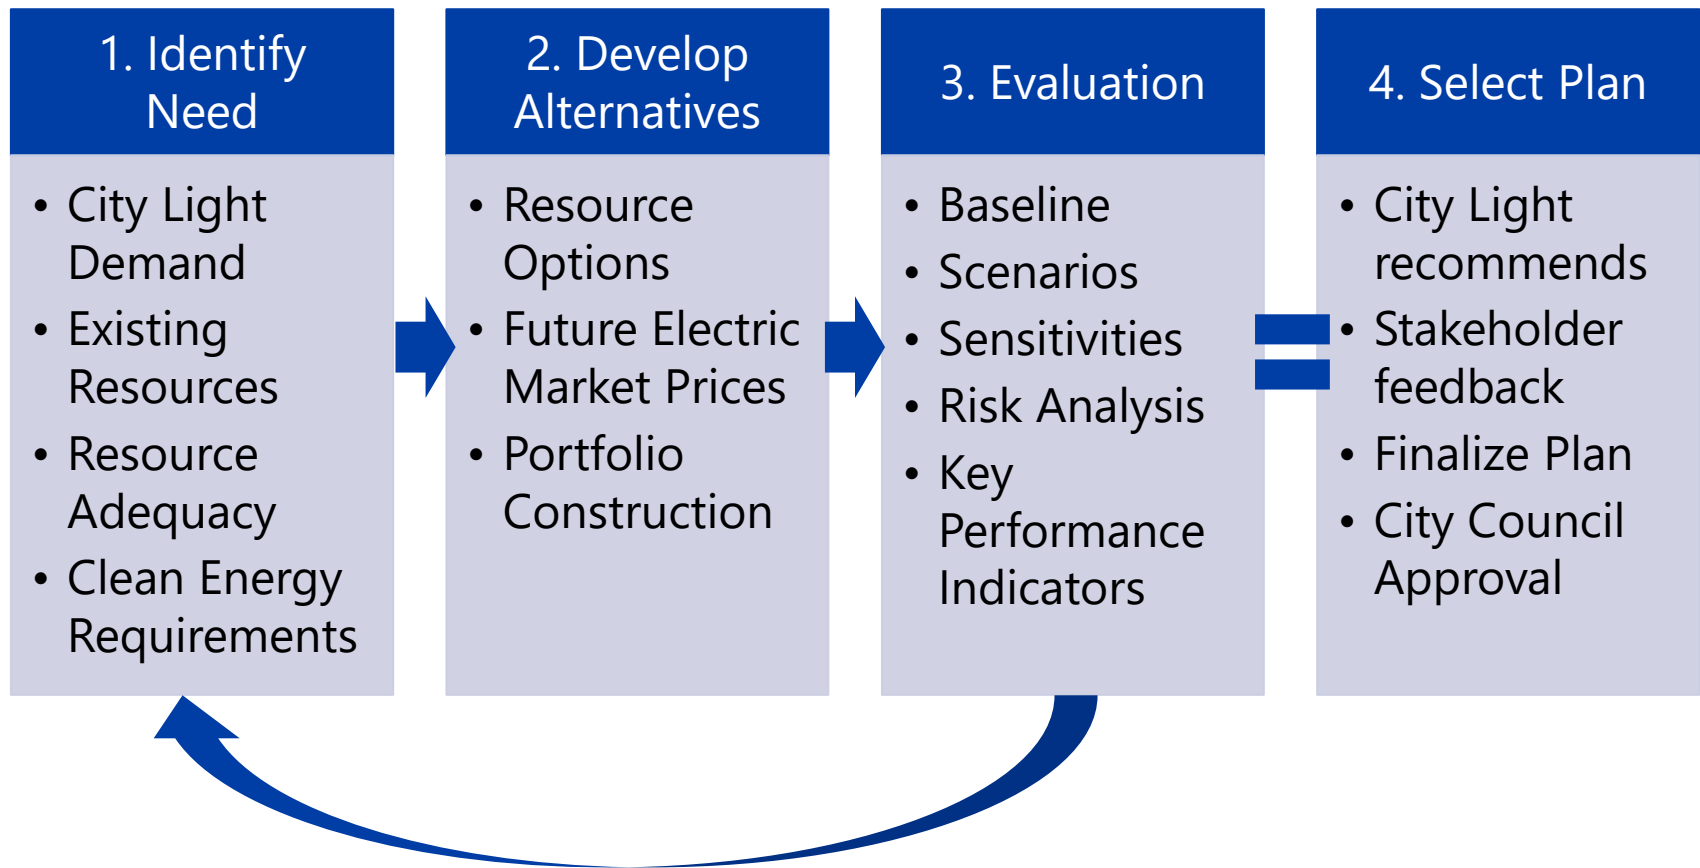 1. Identify
Need
• City Light
Demand
• Existing
Resources
• Resource
Adequacy
• Clean Energy
Requirements
2. Develop
Alternatives
• Resource
Options
• Future Electric
Market Prices
• Portfolio
Construction
3. Evaluation
• Baseline
• Scenarios
• Sensitivities
• Risk Analysis
• Key
Performance
Indicators
4. Select Plan
• City Light
recommends
• Stakeholder
feedback
• Finalize Plan
• City Council
Approval